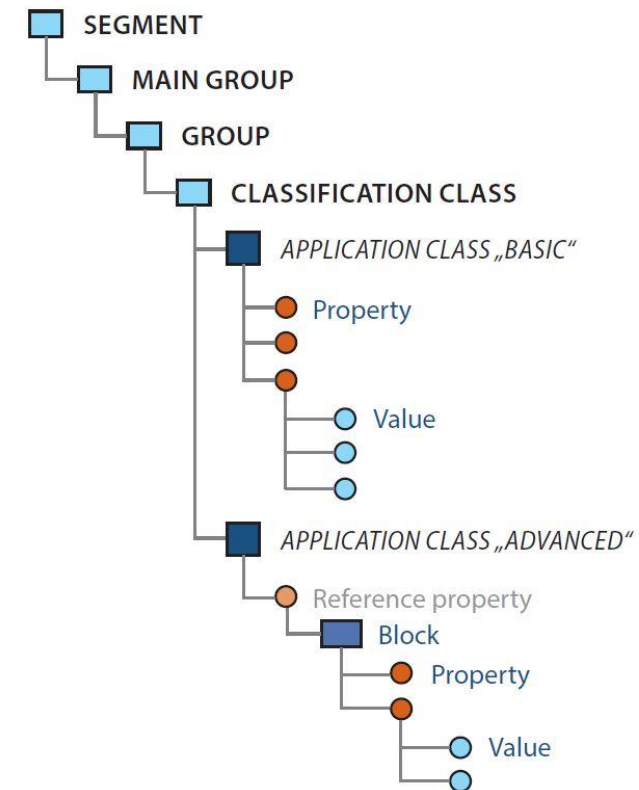 SEGMENT
MAIN GROUP
GROUP
CLASSIFICATION CLASS
APPLICATION CLASS „BASIC“
Property
Value
APPLICATION CLASS „ADVANCED“
Reference property
Block
Property
Value